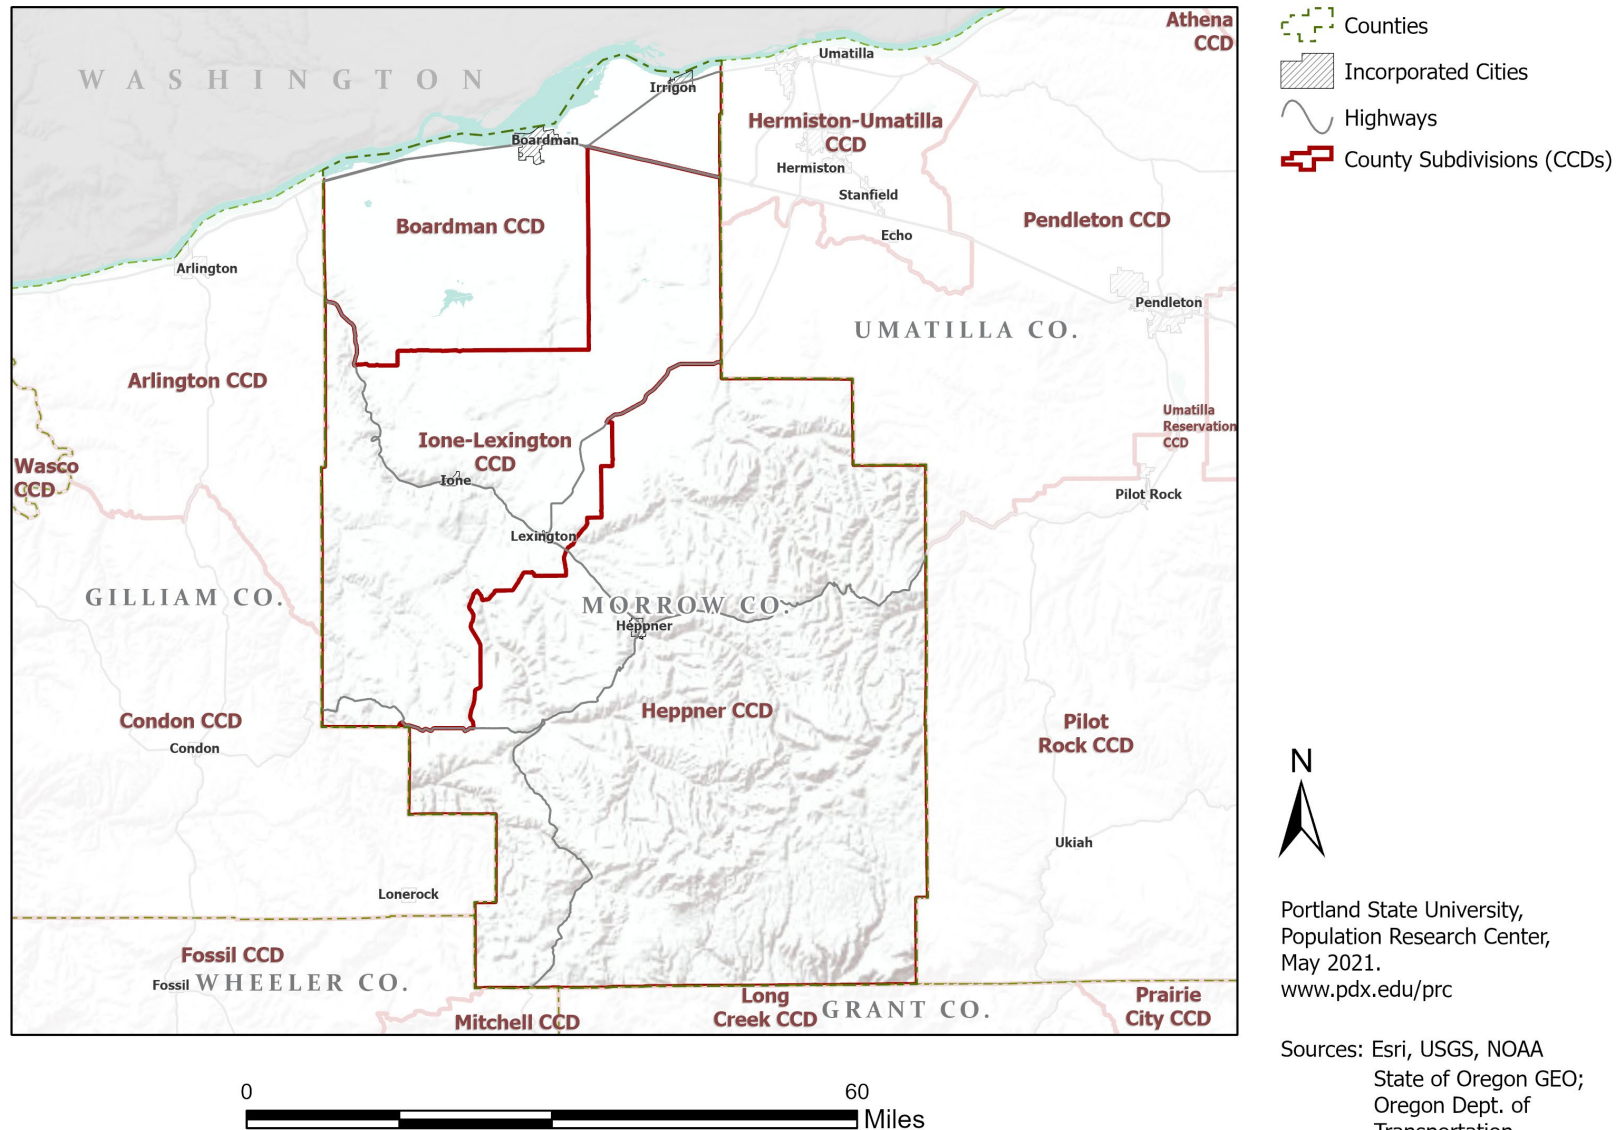 Athena
CCD
WASHINGTON
Umatilla
Irrigon
Hermiston-Umatilla
CCD
Boardman
Hermiston
Stanfield
Pendleton CCD
Boardman CCD
Echo
Arlington
Pendleton
UMATILLA CO.
Arlington CCD
Umatilla
Reservation
CCD
Ione-Lexington
CCD
Wasco
CCD
Ione
Pilot Rock
Lexington
GILLIAM CO.
MORROW CO.
Heppner
Heppner CCD
Condon CCD
Condon
Pilot
Rock CCD
Ukiah
Lonerock
Fossil CCD
Fossil
WHEELER CO.
Long
Creek CCD
GRANT CO.
Prairie
City CCD
Mitchell CCD
Counties
Incorporated Cities
Highways
County Subdivisions (CCDs)
N
Portland State University,
Population Research Center,
May 2021.
www.pdx.edu/prc
Sources: Esri, USGS, NOAA
State of Oregon GEO;
Oregon Dept. of
Transportation
0 60
Miles